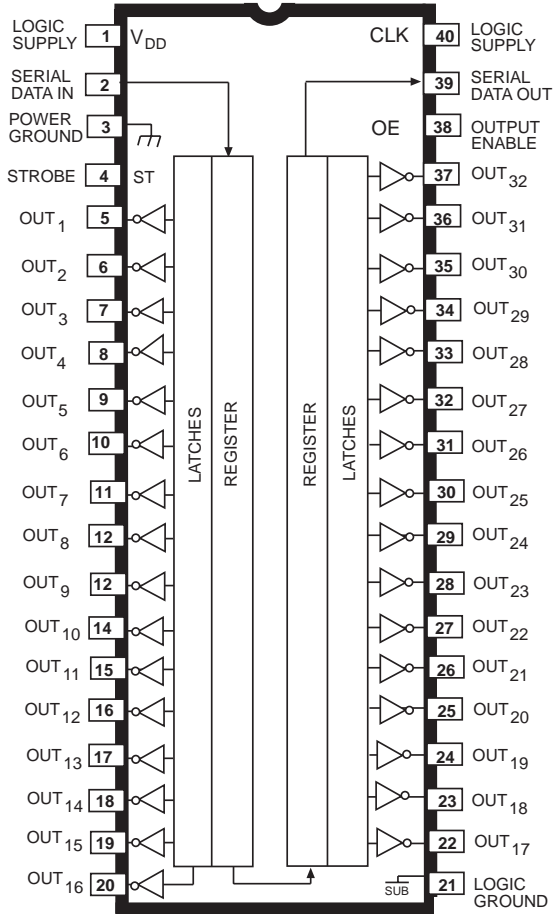 LOGIC
SUPPLY
1
V DD
CLK
40
LOGIC
SUPPLY
SERIAL
DATA IN
2
39
SERIAL
DATA OUT
POWER
GROUND
3
OE
38
OUTPUT
ENABLE
STROBE
4
ST
37
OUT 32
OUT 1
5
36
OUT 31
OUT 2
6
35
OUT 30
OUT 3
7
34
OUT 29
OUT 4
8
33
OUT 28
OUT 5
9
32
OUT 27
OUT 6
10
31
OUT 26
OUT 7
11
30
OUT 25
OUT 8
12
29
OUT 24
OUT 9
12
28
OUT 23
OUT 10
14
27
OUT 22
OUT 11
15
26
OUT 21
OUT 12
16
25
OUT 20
OUT 13
17
24
OUT 19
OUT 14
18
23
OUT 18
OUT 15
19
22
OUT 17
OUT 16
20
SUB
21
LOGIC
GROUND
LATCHES
REGISTER
REGISTER
LATCHES